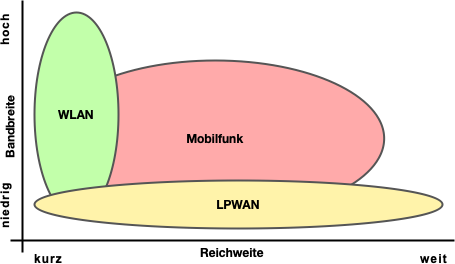 hoch
Bandbreite
niedrig
WLAN
Mobilfunk
LPWAN
kurz
Reichweite
weit